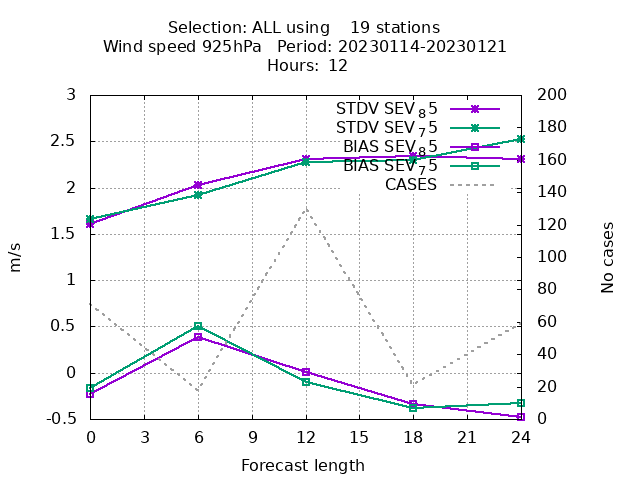 Selection: ALL using    19 stations
Wind speed 925hPa   Period: 20230114-20230121
Hours:  12
3
2.5
2
1.5
1
0.5
0
-0.5
m/s
200
180
160
140
120
100
80
60
40
20
0
No cases
STDV SEV85
STDV SEV75
BIAS SEV85
BIAS SEV75
CASES
0 3 6 9 12 15 18 21 24
Forecast length